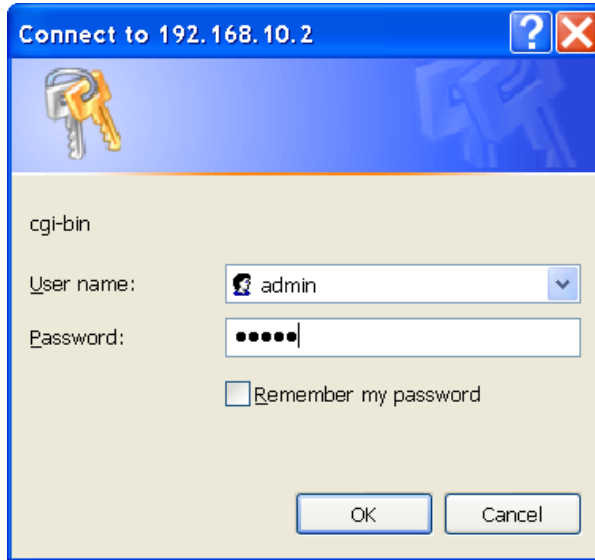 Connect to 192.168.10.2
cgi-bin
User name: admin
Password: •••••
Remember my password
OK Cancel